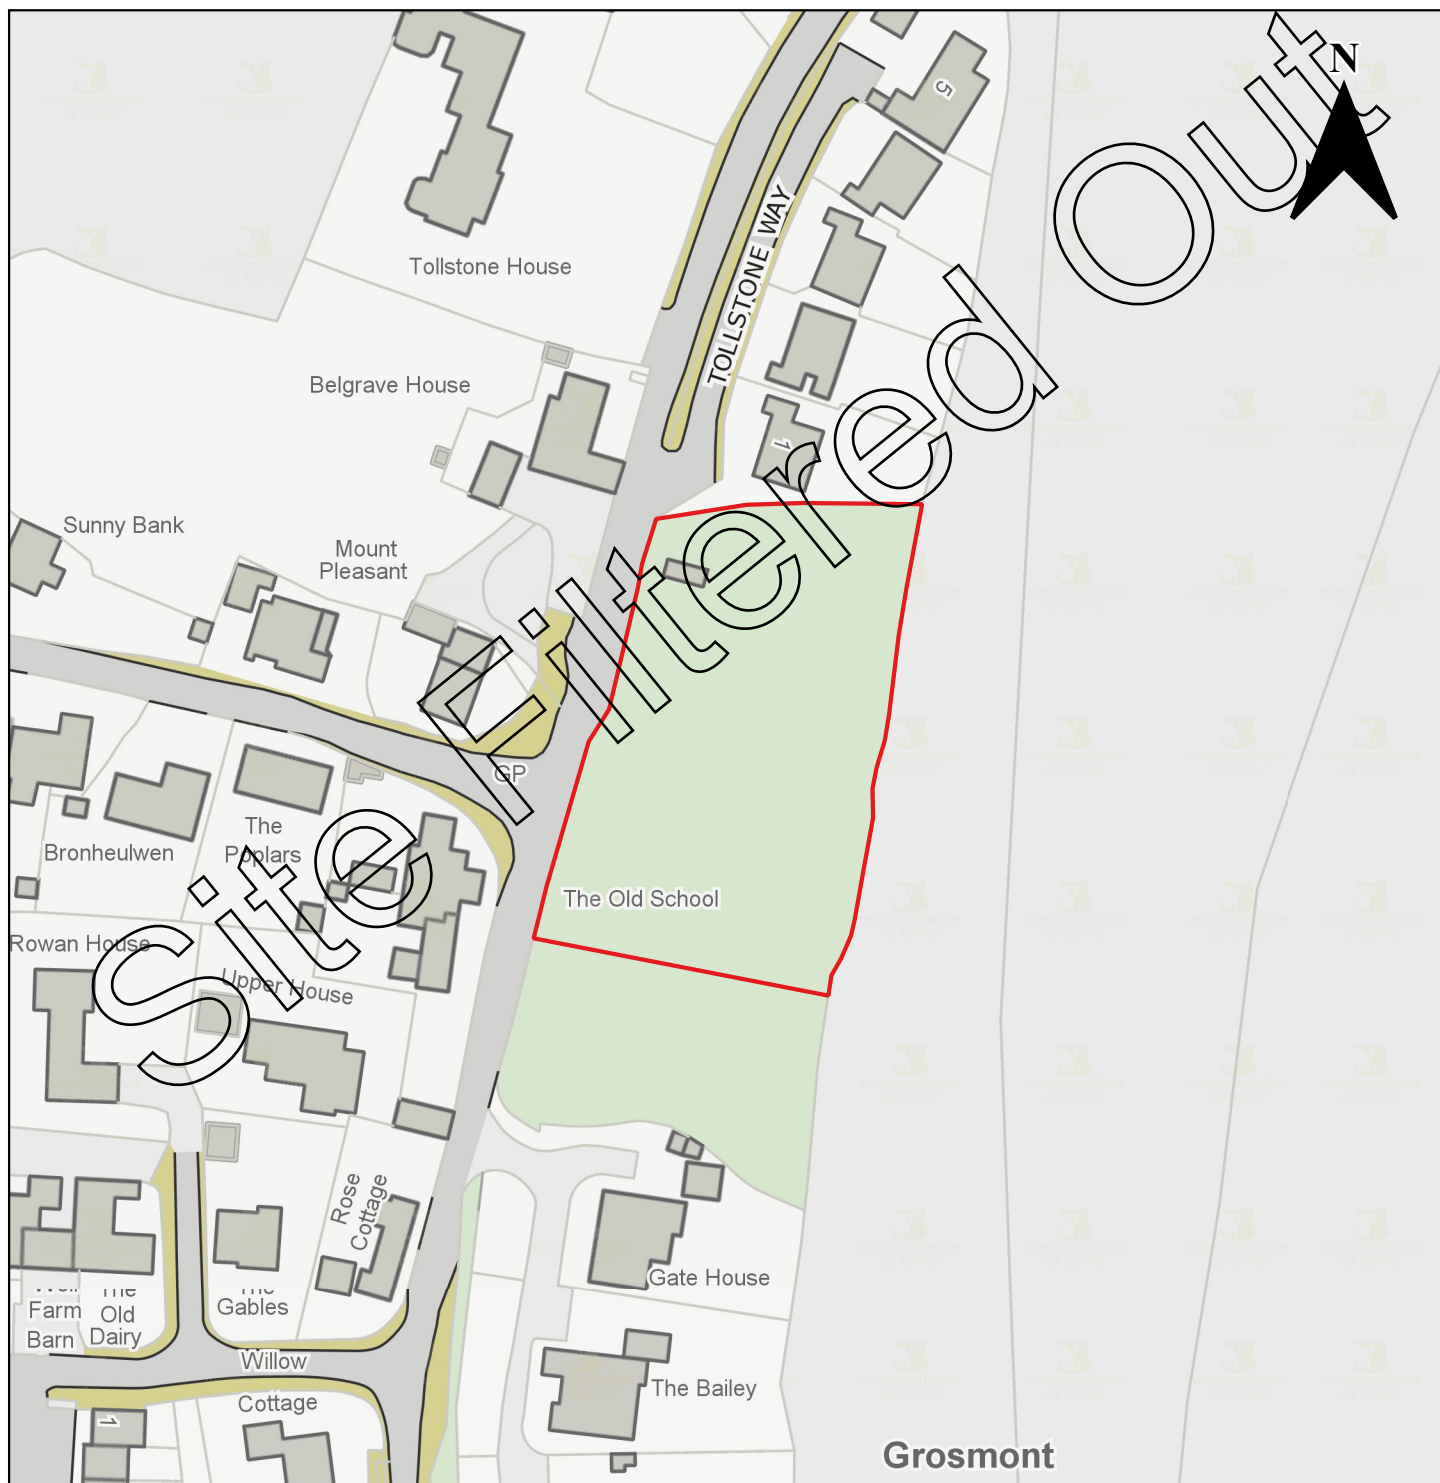 N
5
TOLLSTONE WAY
Tollstone House
Belgrave House
1
Sunny Bank
Mount
Pleasant
GP
The
Poplars
Bronheulwen
The Old School
Rowan House
Upper House
Site Filtered Out
Rose
Cottage
Gate House
The
Gables
Farm
Barn
The
Old
Dairy
Willow
Cottage
The Bailey
1
Grosmont